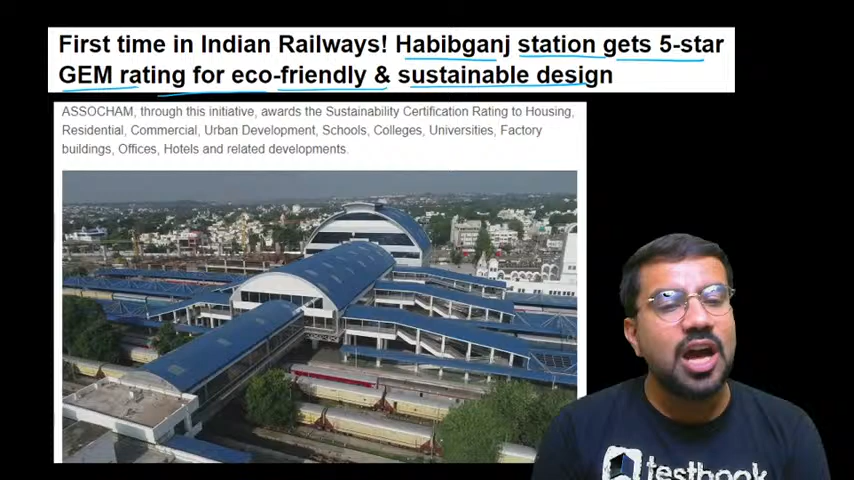 First time in Indian Railways! Habibganj station gets 5-star
GEM rating for eco-friendly & sustainable design
ASSOCHAM, through this initiative, awards the Sustainability Certification Rating to Housing,
Residential, Commercial, Urban Development, Schools, Colleges, Universities, Factory
buildings, Offices, Hotels and related developments.
testbook